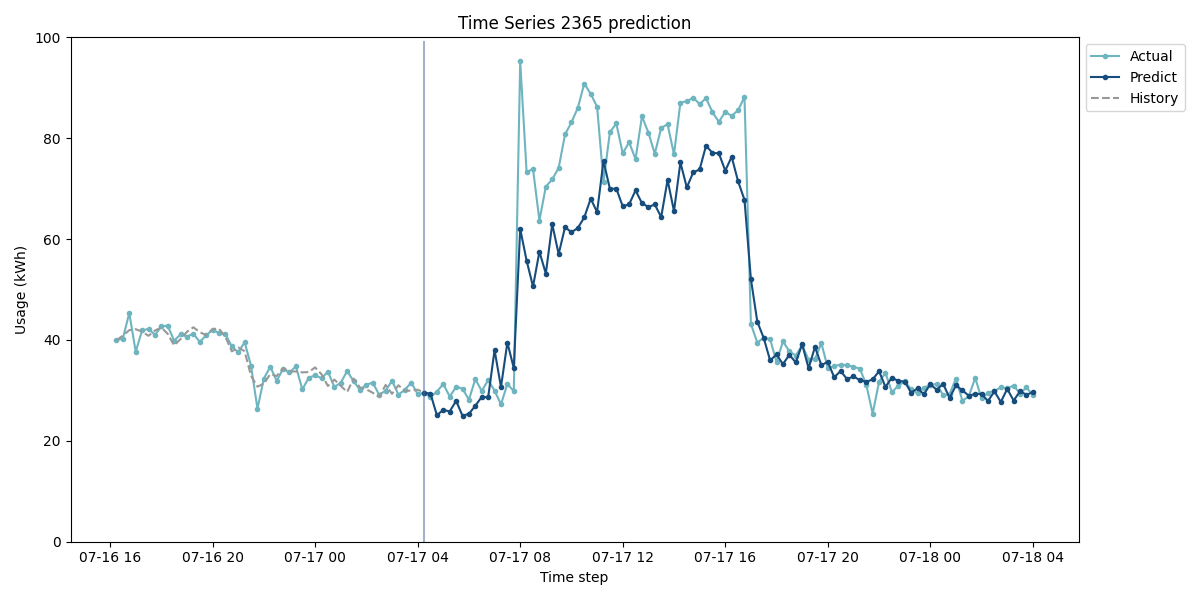 Time Series 2365 prediction
100
80
60
40
20
0
Usage (kWh)
07-16 16
07-16 20
07-17 00
07-17 04
07-17 08
07-17 12
07-17 16
07-17 20
07-18 00
07-18 04
Time step
Actual
Predict
History